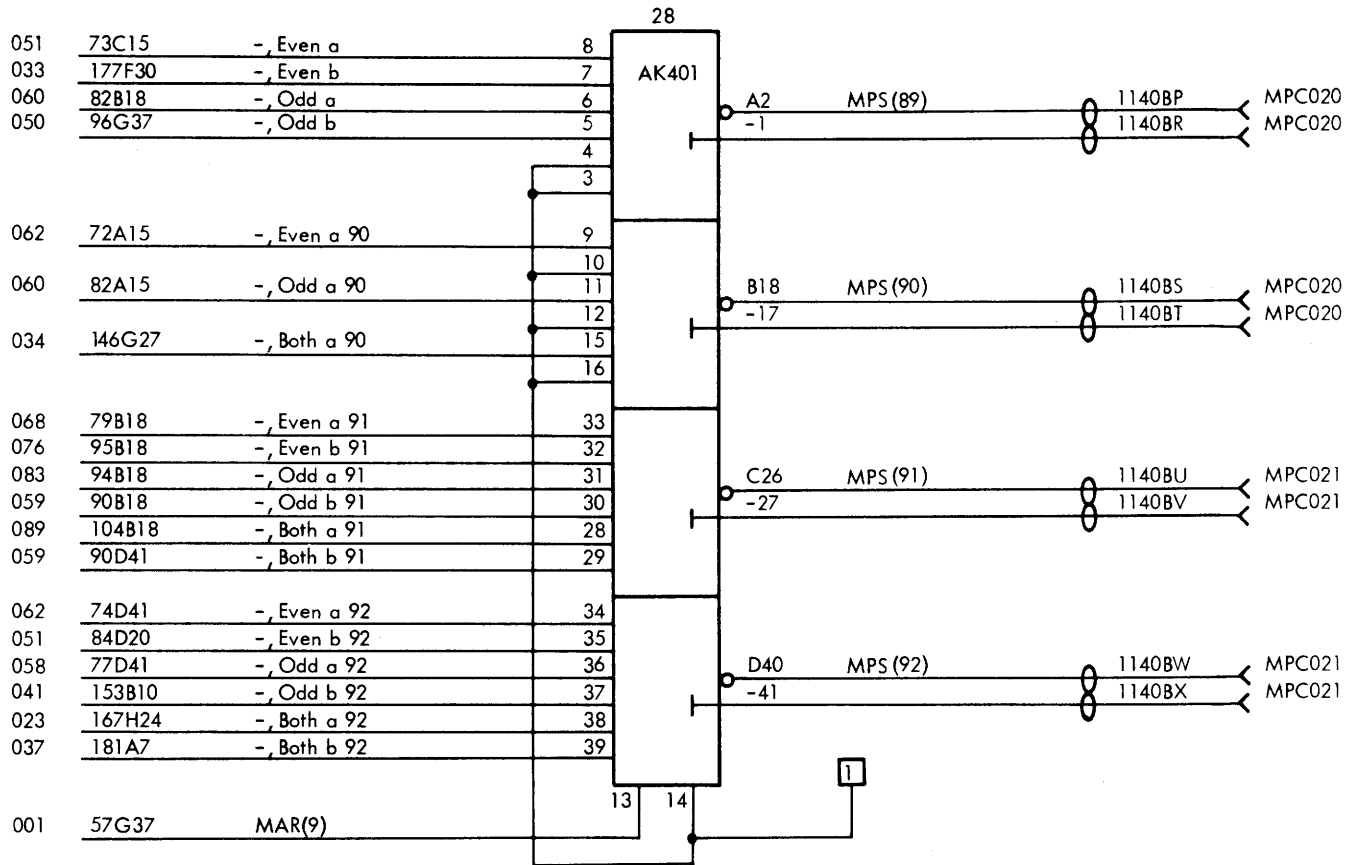 28
AK401
051 73C15 -, Even a 8
033 177F30 -, Even b 7
060 82B18 -, Odd a 6
050 96G37 -, Odd b 5
4
3
A2 MPS(89) 1140BP MPC020
-1 1140BR MPC020
062 72A15 -, Even a 90 9
10
060 82A15 -, Odd a 90 11
12
034 146G27 -, Both a 90 15
16
B18 MPS(90) 1140BS MPC020
-17 1140BT MPC020
068 79B18 -, Even a 91 33
076 95B18 -, Even b 91 32
083 94B18 -, Odd a 91 31
059 90B18 -, Odd b 91 30
089 104B18 -, Both a 91 28
059 90D41 -, Both b 91 29
C26 MPS(91) 1140BU MPC021
-27 1140BV MPC021
062 74D41 -, Even a 92 34
051 84D20 -, Even b 92 35
058 77D41 -, Odd a 92 36
041 153B10 -, Odd b 92 37
023 167H24 -, Both a 92 38
037 181A7 -, Both b 92 39
D40 MPS(92) 1140BW MPC021
-41 1140BX MPC021
1
13 14
001 57G37 MAR(9)